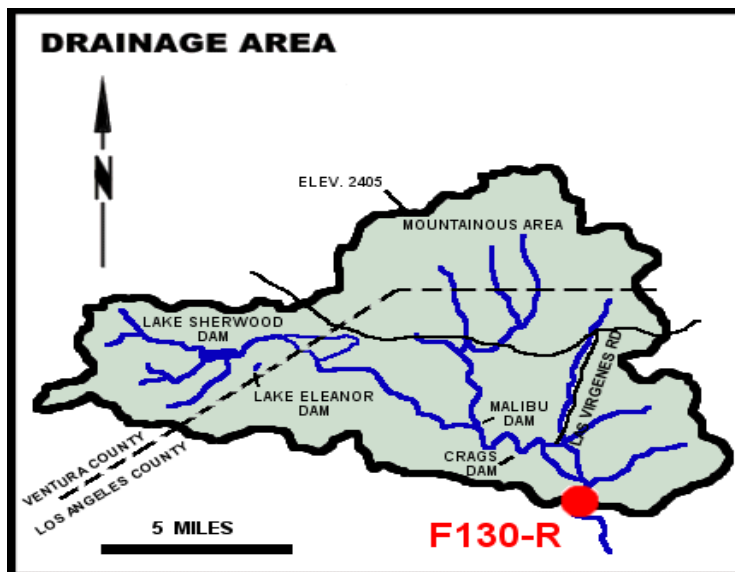 DRAINAGE AREA
N
ELEV. 2405
MOUNTAINOUS AREA
LAKE SHERWOOD
DAM
LAKE ELEANOR
DAM
MALIBU
DAM
LAS VIRGENES RD
CRAGS
DAM
VENTURA COUNTY
LOS ANGELES COUNTY
5 MILES
F130-R